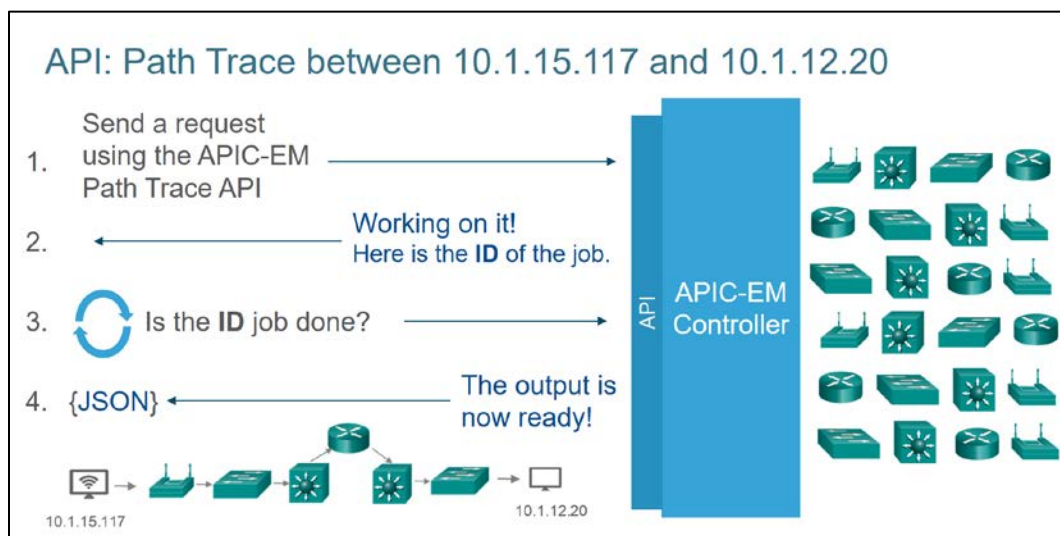 API: Path Trace between 10.1.15.117 and 10.1.12.20
1. Send a request
using the APIC-EM
Path Trace API
2. Working on it!
Here is the ID of the job.
3. Is the ID job done?
4. {JSON}
The output is
now ready!
10.1.15.117
10.1.12.20
API
APIC-EM
Controller